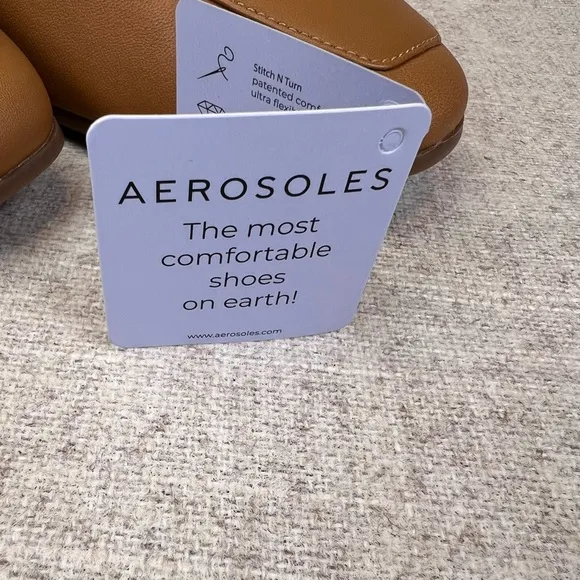 Stitch N Turn
patented
ultra
AEROSOLES
The most
comfortable
shoes
on earth!
www.aerosoles.com